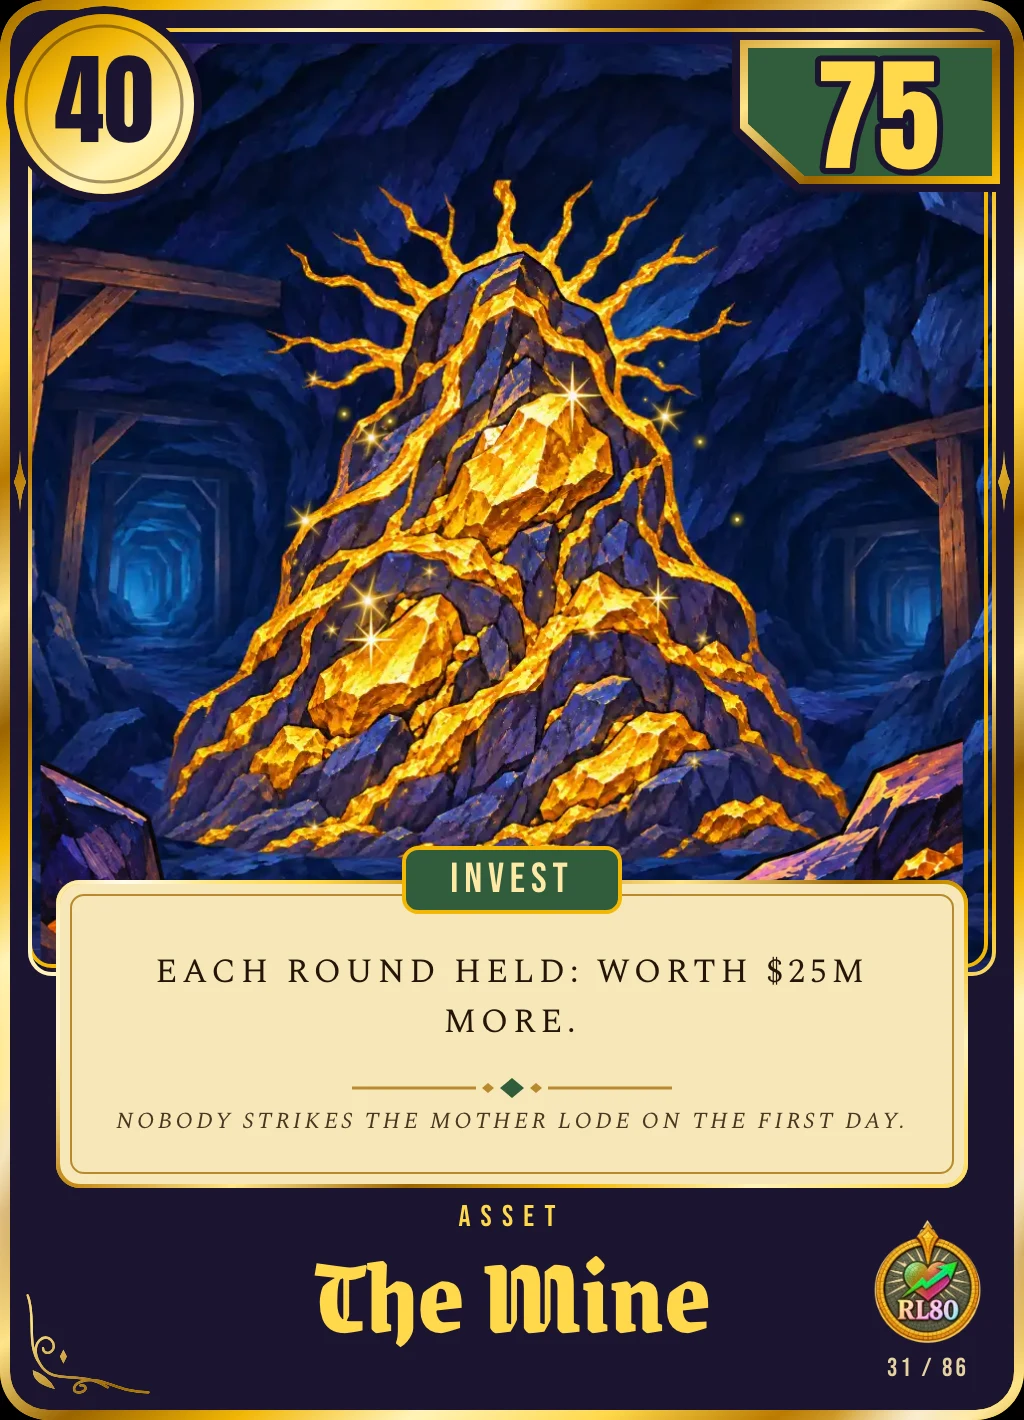 40
75
INVEST
EACH ROUND HELD: WORTH $25M
MORE.
NOBODY STRIKES THE MOTHER LODE ON THE FIRST DAY.
ASSET
The Mine
RL80
31 / 86